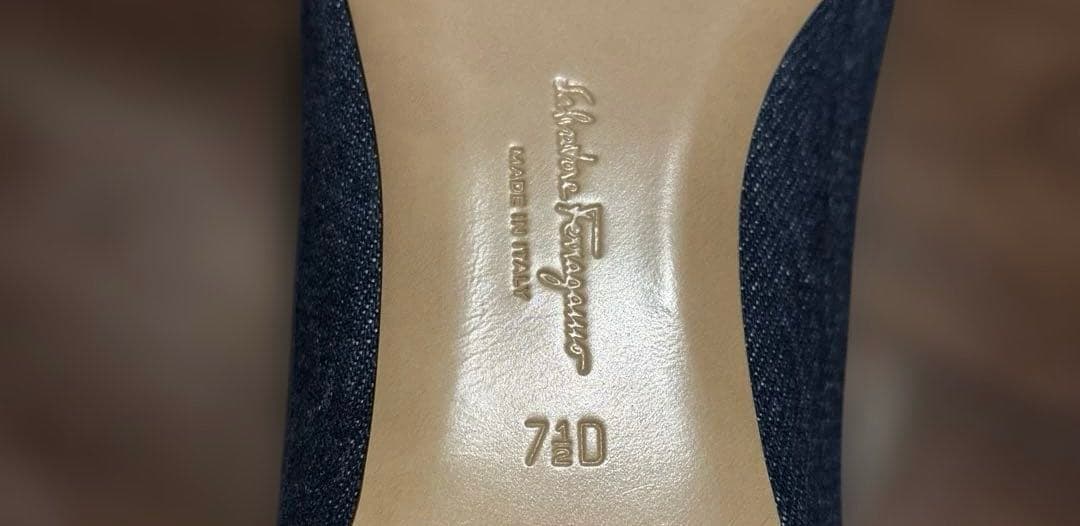 Salvatore Ferragamo
MADE IN ITALY
7½D